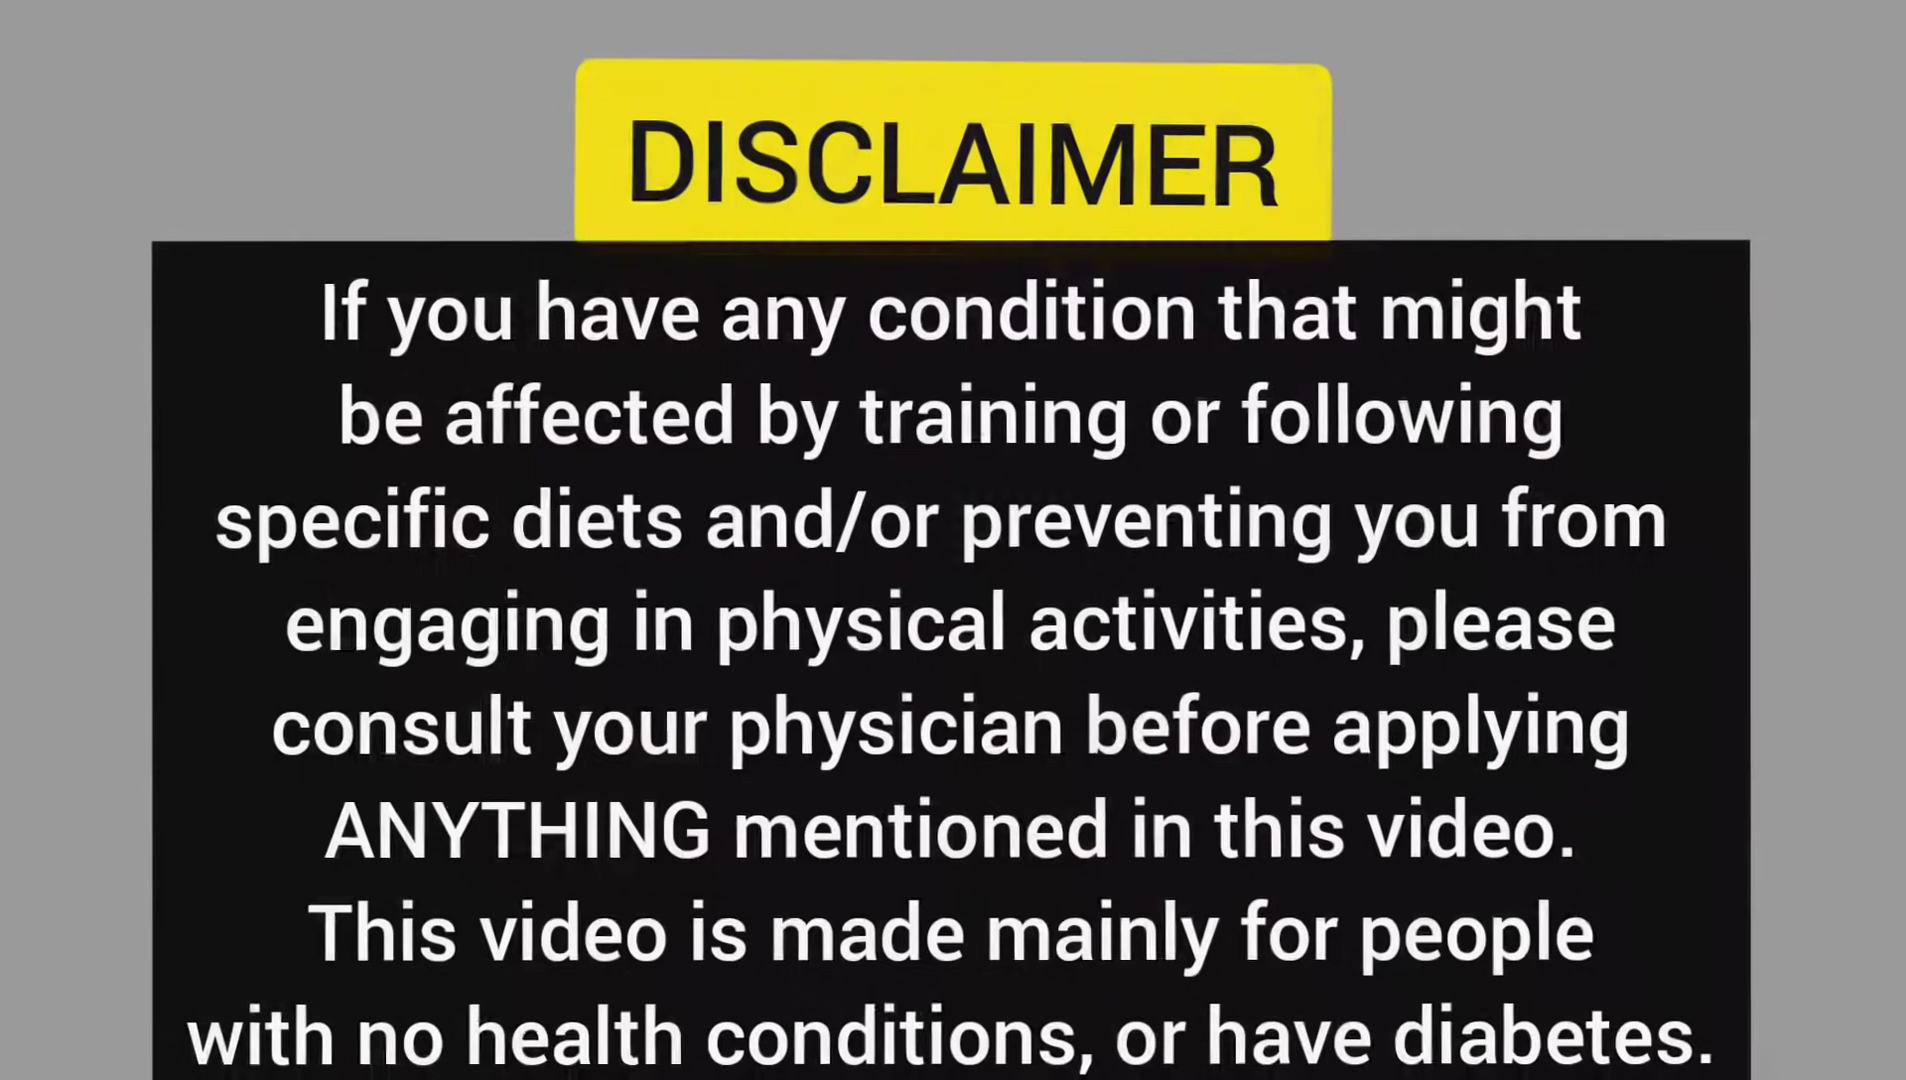 DISCLAIMER
If you have any condition that might
be affected by training or following
specific diets and/or preventing you from
engaging in physical activities, please
consult your physician before applying
ANYTHING mentioned in this video.
This video is made mainly for people
with no health conditions, or have diabetes.